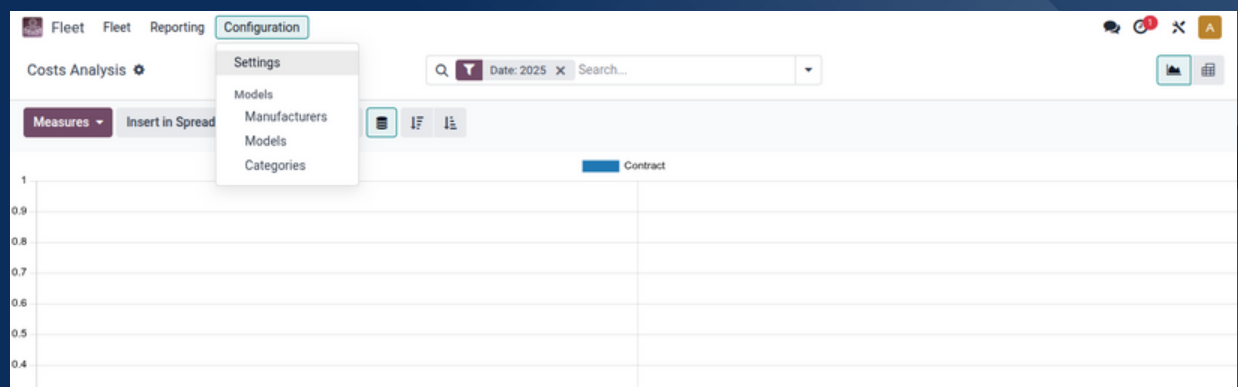 Fleet Fleet Reporting Configuration 1 A
Costs Analysis Date: 2025 Search...
Settings
Models
Manufacturers
Models
Categories
Measures Insert in Spread
Contract
1
0.9
0.8
0.7
0.6
0.5
0.4